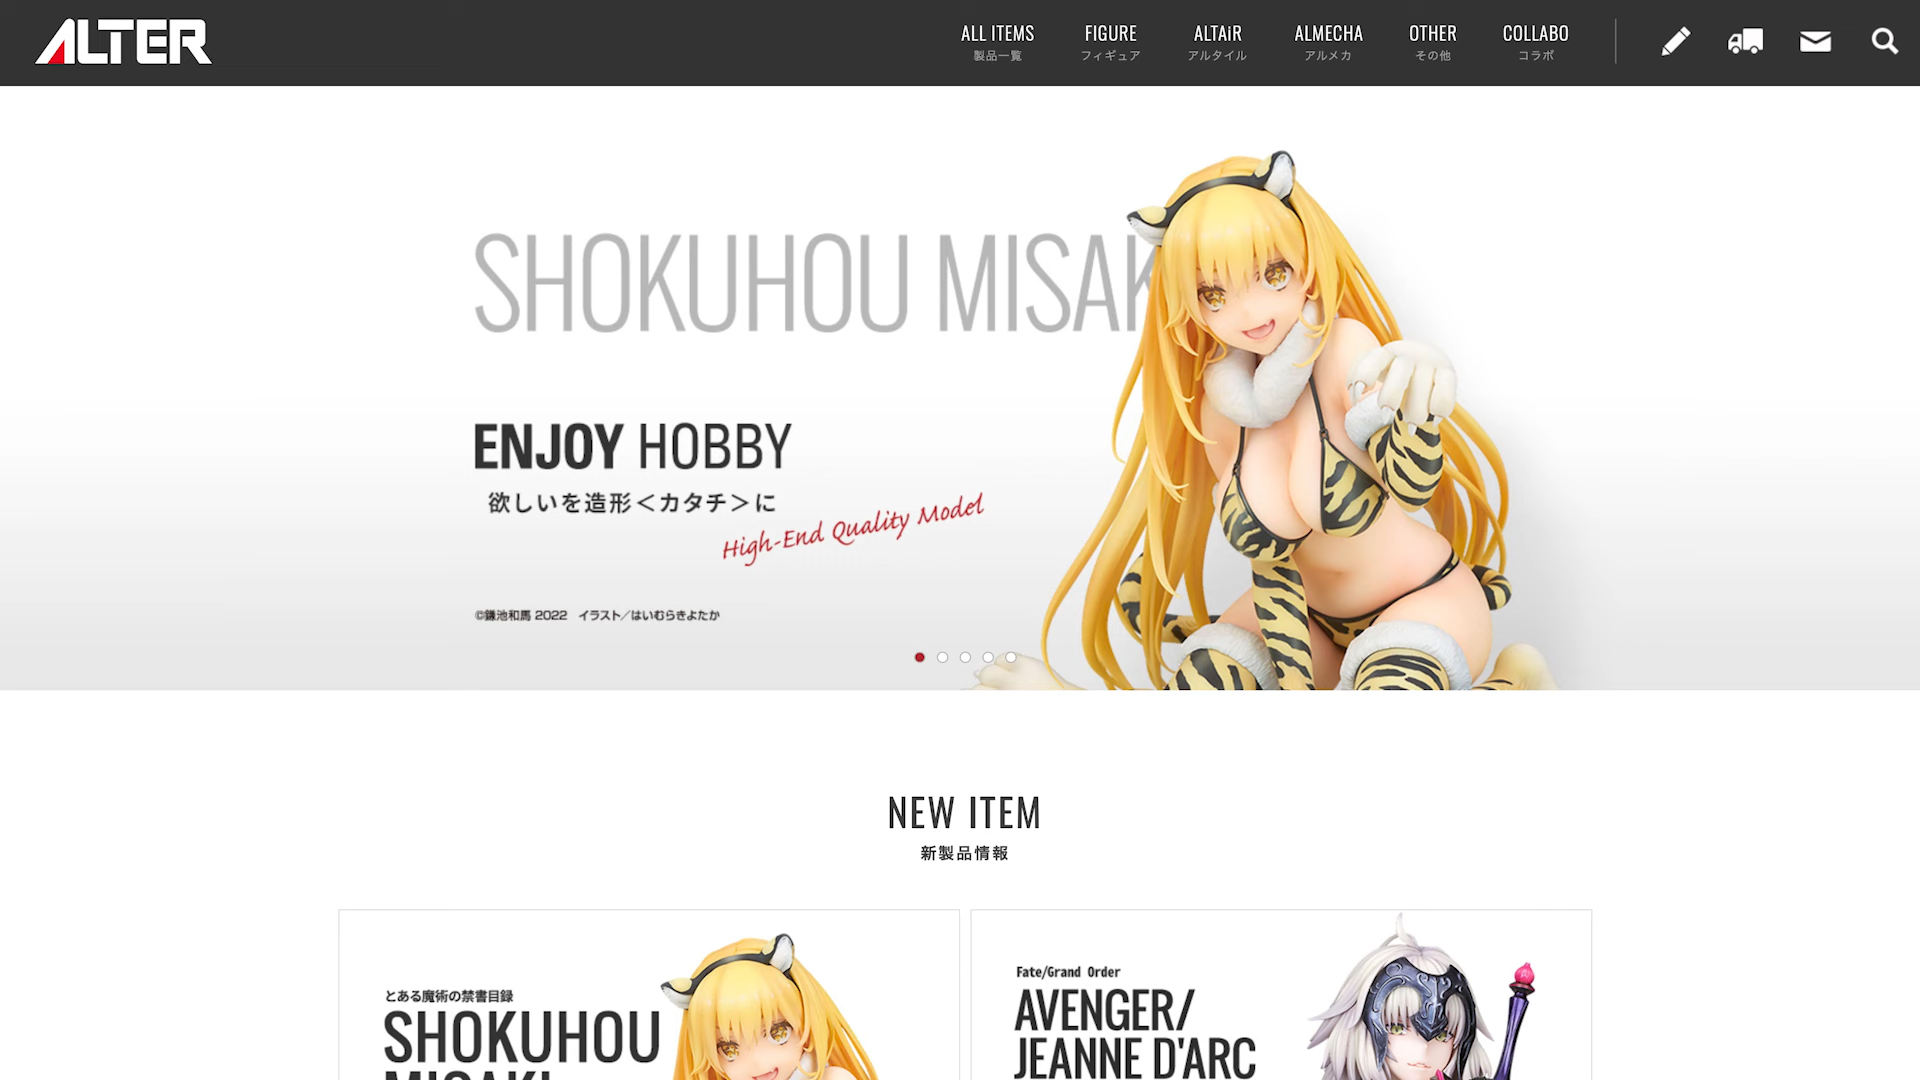 ALTER
ALL ITEMS
製品一覧
FIGURE
フィギュア
ALTAiR
アルタイル
ALMECHA
アルメカ
OTHER
その他
COLLABO
コラボ
SHOKUHOU MISAK
ENJOY HOBBY
欲しいを造形<カタチ>に
High-End Quality Model
©鎌池和馬 2022 イラスト/はいむらきよたか
NEW ITEM
新製品情報
とある魔術の禁書目録
SHOKUHOU
MISAKI
Fate/Grand Order
AVENGER/
JEANNE D'ARC